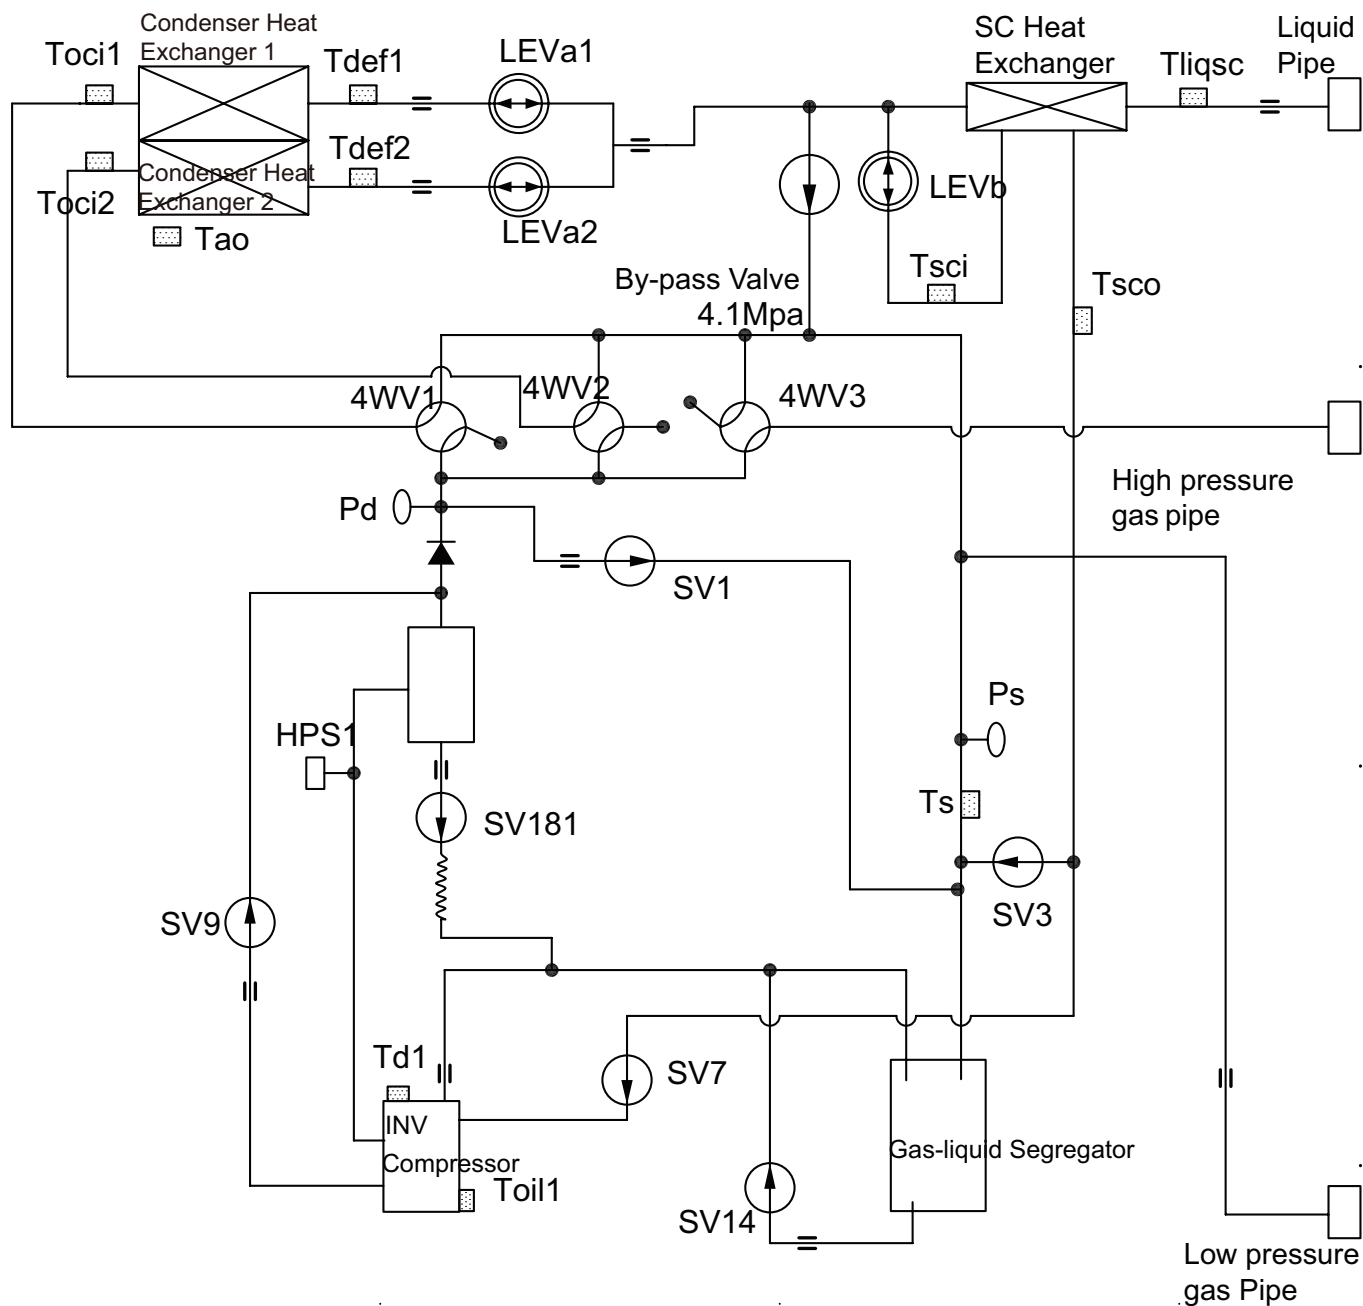 Condenser Heat
Exchanger 1
Toci1
Tdef1
LEVa1
SC Heat
Exchanger
Tliqsc
Liquid
Pipe
Tdef2
Condenser Heat
Exchanger 2
Toci2
LEVa2
LEVb
Tao
By-pass Valve
4.1Mpa
Tsci
Tsco
4WV1
4WV2
4WV3
High pressure
gas pipe
Pd
SV1
HPS1
Ps
Ts
SV181
SV9
SV3
Td1
SV7
INV
Compressor
Toil1
Gas-liquid Segregator
SV14
Low pressure
gas Pipe